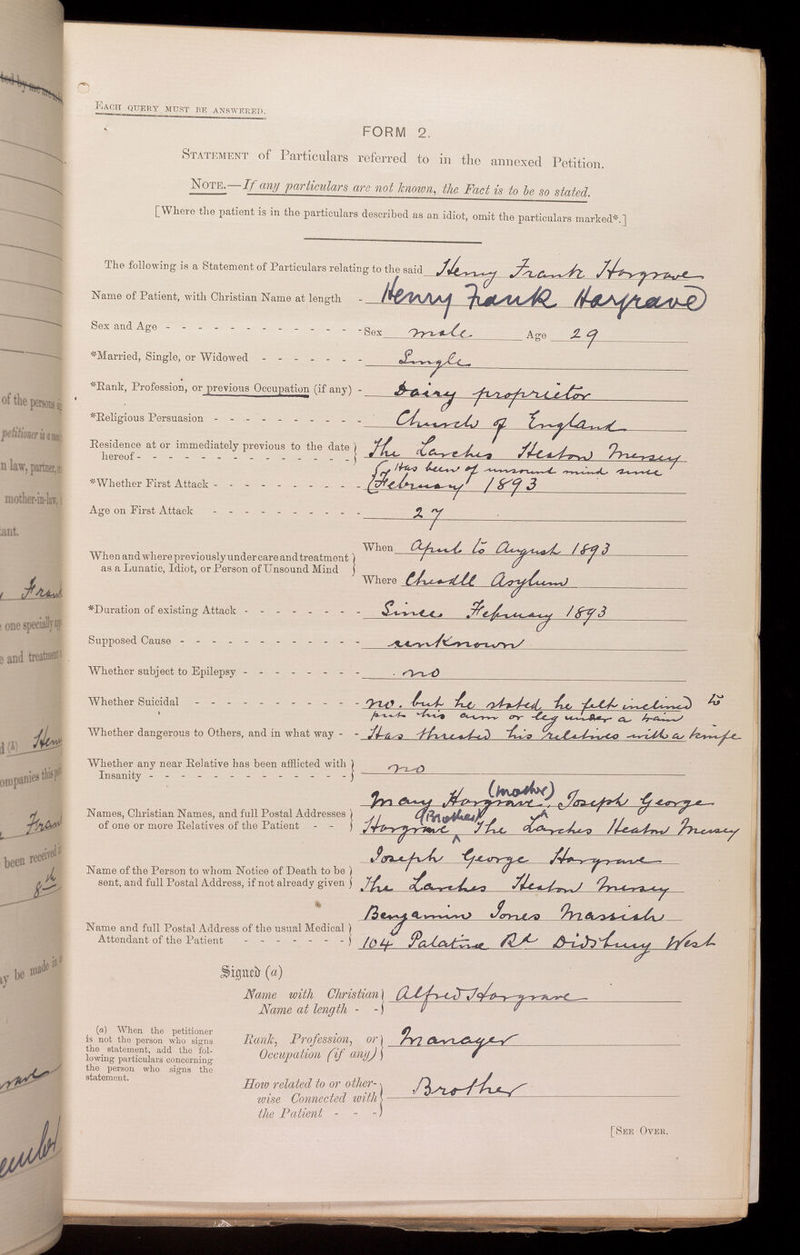 EACH QUERY MUST BE ANSWERED.
FORM 2.
STATEMENT of Particulars referred to in the annexed Petition.
NOTE.—If any particulars are not known, the Fact is to be so stated.
[Where the patient is in the particulars described as an idiot, omit the particulars marked*.]
The following is a Statement of Particulars relating to the said Henry Frank Hargrave
Name of Patient, with Christian Name at length - Henry Frank Hargrave
Sex and Age - - - - - - - - - - - - Sex male Age 29
*Married, Single, or Widowed - - - - - - - Single
*Rank, Profession, or previous Occupation (if any) - Dairy proprietor
*Religious Persuasion - - - - - - - - - - Church of England
Residence at or immediately previous to the date hereof - - - - - - - - - - - - - - The Larches Heaton Mersey
*Whether First Attack - - - - - - - - - - Has been of unsound mind since
February 1893
Age on First Attack - - - - - - - - - - 27
When and where previously under care and treatment as a Lunatic, Idiot, or Person of Unsound Mind
When April to August 1893
Where Cheadle Asylum
*Duration of existing Attack - - - - - - - - Since February 1893
Supposed Cause - - - - - - - - - - - - unknown
Whether subject to Epilepsy - - - - - - - - no
Whether Suicidal - - - - - - - - - - - no. but he stated he felt inclined to
put his arm or leg under a train
Whether dangerous to Others, and in what way - - Has threated his relatives with a knife
Whether any near Relative has been afflicted with Insanity - - - - - - - - - - - - - - no
Names, Christian Names, and full Postal Addresses of one or more Relatives of the Patient - -
Mary Hargrave (mother), Joseph George
Hargrave (Brother) The Larches Heaton Mersey
Name of the Person to whom Notice of Death to be sent, and full Postal Address, if not already given
Joseph George Hargrave
The Larches Heaton Mersey
Name and full Postal Address of the usual Medical Attendant of the Patient - - - - - - -
Benjamin Jones Massiah
104 Palatine Rd Didsbury West
Signed (a)
Name with Christian Name at length - - Alfred Hargrave
(a) When the petitioner is not the person who signs the statement, add the following particulars concerning the person who signs the statement.
Rank, Profession, or Occupation (if any) Manager
How related to or otherwise Connected with the Patient - - - Brother
[SEE OVER.